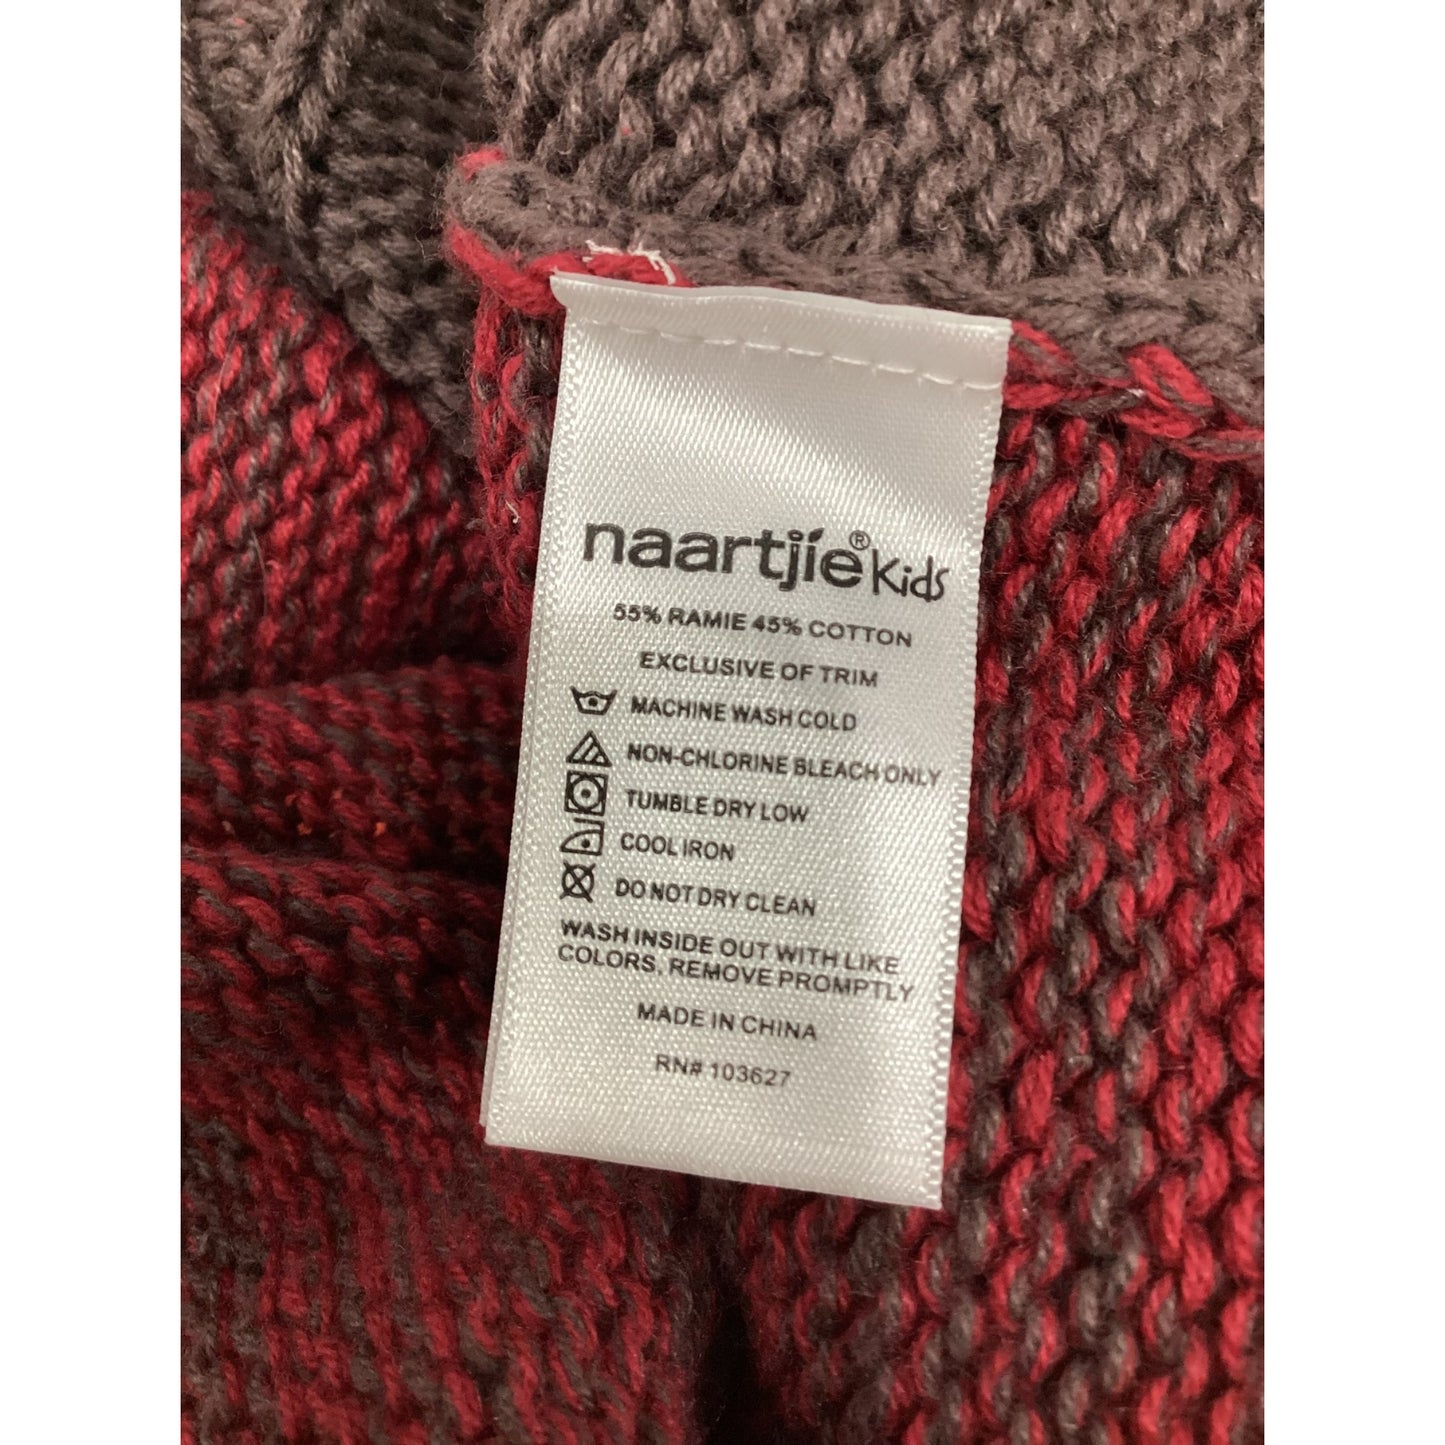 naartjie® Kids
55% RAMIE 45% COTTON
EXCLUSIVE OF TRIM
MACHINE WASH COLD
NON-CHLORINE BLEACH ONLY
TUMBLE DRY LOW
COOL IRON
DO NOT DRY CLEAN
WASH INSIDE OUT WITH LIKE
COLORS, REMOVE PROMPTLY
MADE IN CHINA
RN# 103627